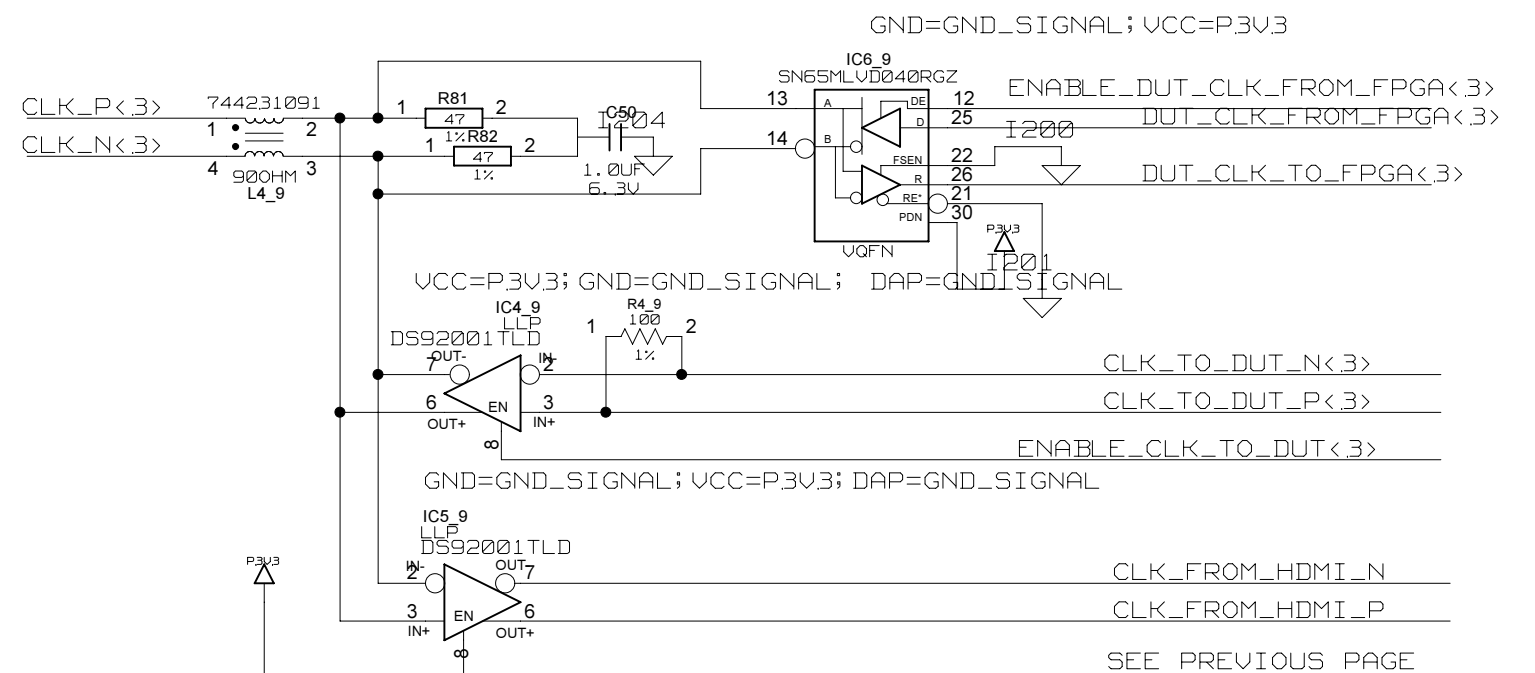 GND=GND_SIGNAL; VCC=P3V3
IC6_9
SN65MLVD040RGZ
CLK_P<3>
744231091
1
2
R81
1
2
47
1%
C50
I204
13
A
DE
12
ENABLE_DUT_CLK_FROM_FPGA<3>
D
25
DUT_CLK_FROM_FPGA<3>
CLK_N<3>
4
3
R82
1
2
47
1%
14
B
I200
900HM
L4_9
1.0UF
6.3V
FSEN
22
R
26
DUT_CLK_TO_FPGA<3>
RE*
21
PDN
30
P3V3
VQFN
I201
VCC=P3V3; GND=GND_SIGNAL; DAP=GND_SIGNAL
IC4_9
LLP
DS92001TLD
R4_9
100
1
2
1%
OUT-
7
IN-
2
CLK_TO_DUT_N<3>
6
OUT+
EN
3
IN+
CLK_TO_DUT_P<3>
8
ENABLE_CLK_TO_DUT<3>
GND=GND_SIGNAL; VCC=P3V3; DAP=GND_SIGNAL
IC5_9
LLP
DS92001TLD
P3V3
IN-
2
OUT-
7
CLK_FROM_HDMI_N
3
IN+
EN
6
OUT+
CLK_FROM_HDMI_P
8
SEE PREVIOUS PAGE